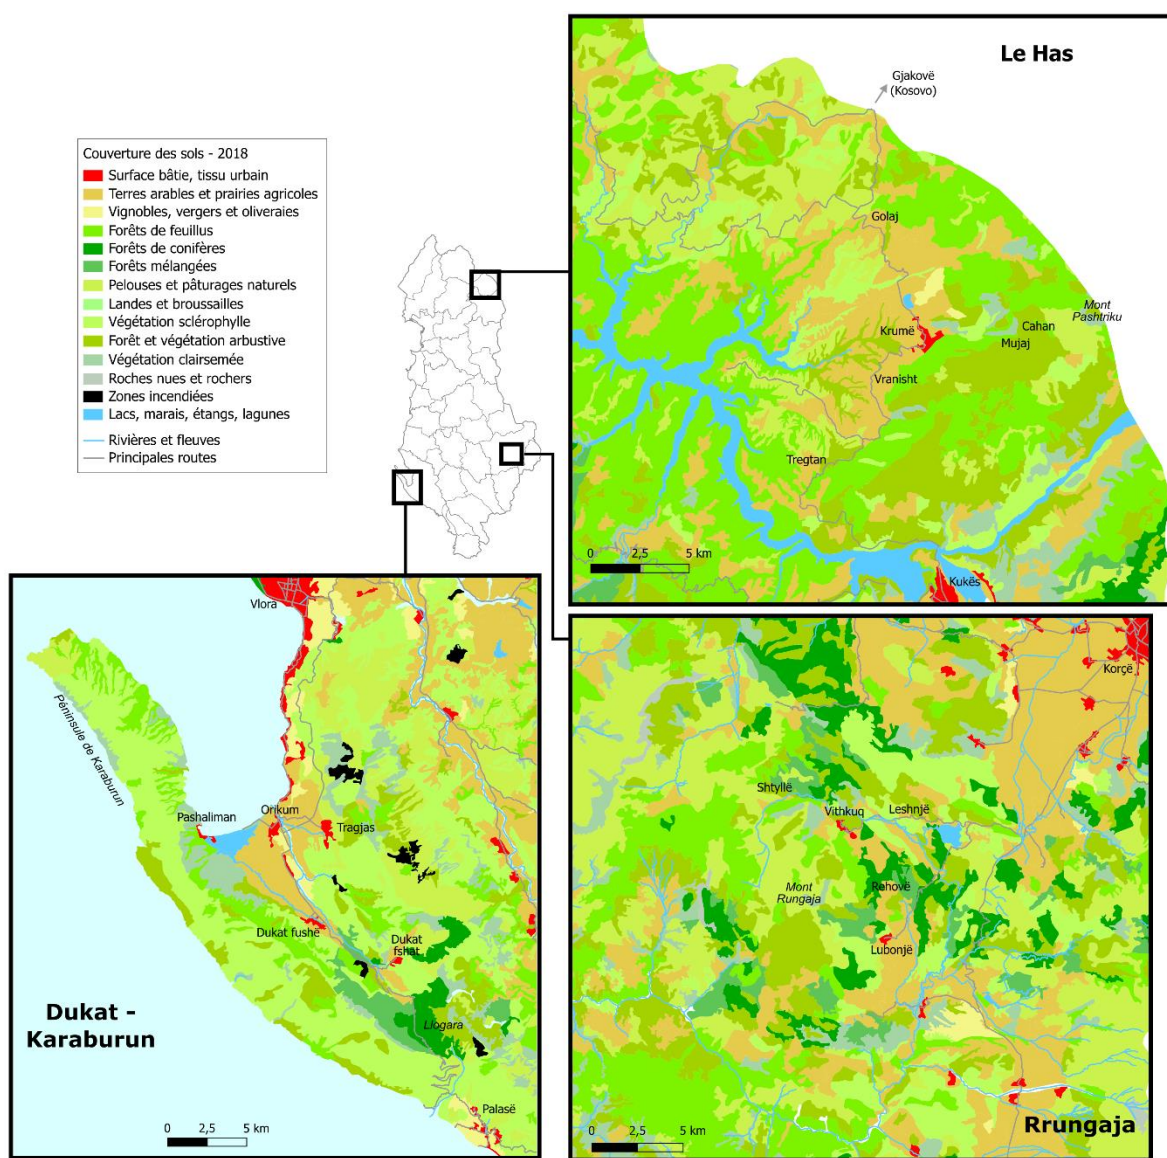 Le Has
Gjakovë
(Kosovo)
Golaj
Mont
Pashtriku
Krumë
Cahan
Mujaj
Vranisht
Tregtan
0 2,5 5 km
Kukës
Couverture des sols - 2018
Surface bâtie, tissu urbain
Terres arables et prairies agricoles
Vignobles, vergers et oliveraies
Forêts de feuillus
Forêts de conifères
Forêts mélangées
Pelouses et pâturages naturels
Landes et broussailles
Végétation sclérophylle
Forêt et végétation arbustive
Végétation clairsemée
Roches nues et rochers
Zones incendiées
Lacs, marais, étangs, lagunes
Rivières et fleuves
Principales routes
Vlora
Péninsule de Karaburun
Pashaliman
Orikum
Tragjas
Dukat fushë
Dukat
fshat
Llogara
Dukat -
Karaburun
Palasë
0 2,5 5 km
Korçë
Shtyllë
Vithkuq
Leshnjë
Mont
Rungaja
Rehovë
Lubonjë
Rrungaja
0 2,5 5 km